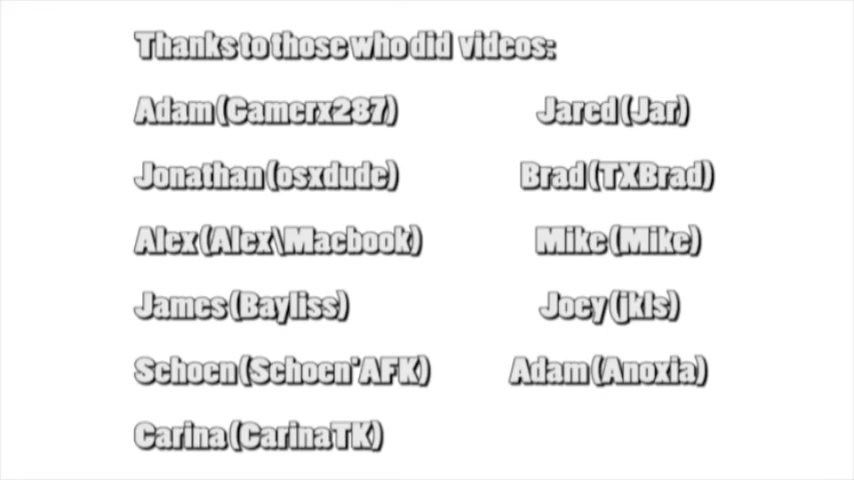 Thanks to those who did videos:
Adam (Camerx287) Jared (Jar)
Jonathan (osxdude) Brad (TXBrad)
Alex (Alex\Macbook) Mike (Mike)
James (Bayliss) Joey (jkls)
Schoen (Schoen'AFK) Adam (Anoxia)
Carina (CarinaTK)